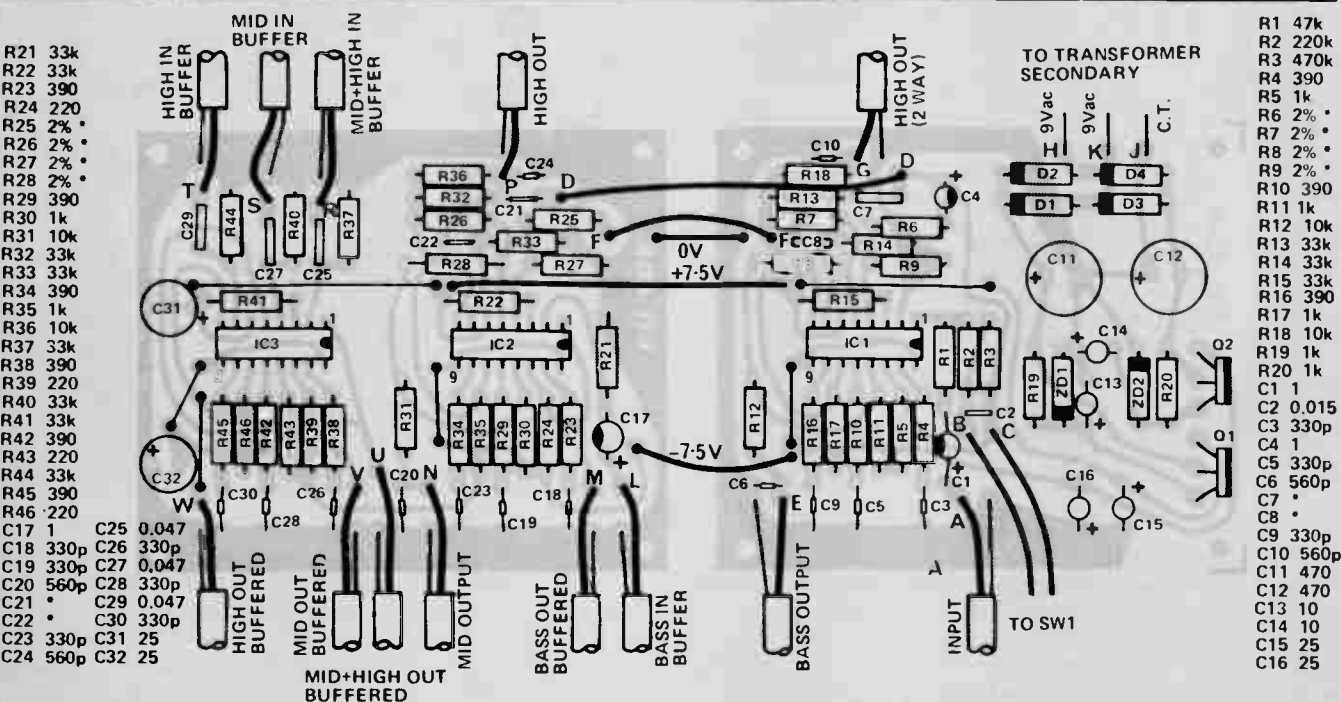 R21 33k
R22 33k
R23 390
R24 220
R25 2% *
R26 2% *
R27 2% *
R28 2% *
R29 390
R30 1k
R31 10k
R32 33k
R33 33k
R34 390
R35 1k
R36 10k
R37 33k
R38 390
R39 220
R40 33k
R41 33k
R42 390
R43 220
R44 33k
R45 390
R46 220
C17 1 C25 0.047
C18 330p C26 330p
C19 330p C27 0,047
C20 560p C28 330p
C21 * C29 0.047
C22 * C30 330p
C23 330p C31 25
C24 560p C32 25
HIGH IN
BUFFER
MID IN
BUFFER
MID+HIGH IN
BUFFER
HIGH OUT
HIGH OUT
(2 WAY)
TO TRANSFORMER
SECONDARY
9Vac
9Vac
C.T.
H
K
J
D2
D4
D1
D3
T
C29
R44
S
C27
R40
C25
R37
R36
R32
R26
C22
R28
P
C24
C21
D
R25
R33
F
R27
0V
+7·5V
C10
R18
G
D
R13
C7
C4
R7
R6
F
C8
R14
R9
C11
C12
C31
R41
R22
R15
IC3
1
IC2
1
9
IC1
1
9
R21
R1
R2
R3
R19
ZD1
C14
C13
ZD2
R20
Q2
Q1
C32
R45
R46
R42
R43
R39
R38
R31
R34
R35
R29
R30
R24
R23
C17
R12
−7·5V
R16
R17
R10
R11
R5
R4
B
C2
C
C1
W
C30
C28
C26
V
U
C20
N
C23
C19
C18
M
L
C6
E
C9
C5
C3
A
A
C16
C15
HIGH OUT
BUFFERED
MID OUT
BUFFERED
MID+HIGH OUT
BUFFERED
MID OUTPUT
BASS OUT
BUFFERED
BASS IN
BUFFER
BASS OUTPUT
INPUT
TO SW1
R1 47k
R2 220k
R3 470k
R4 390
R5 1k
R6 2% *
R7 2% *
R8 2% *
R9 2% *
R10 390
R11 1k
R12 10k
R13 33k
R14 33k
R15 33k
R16 390
R17 1k
R18 10k
R19 1k
R20 1k
C1 1
C2 0.015
C3 330p
C4 1
C5 330p
C6 560p
C7 *
C8 *
C9 330p
C10 560p
C11 470
C12 470
C13 10
C14 10
C15 25
C16 25